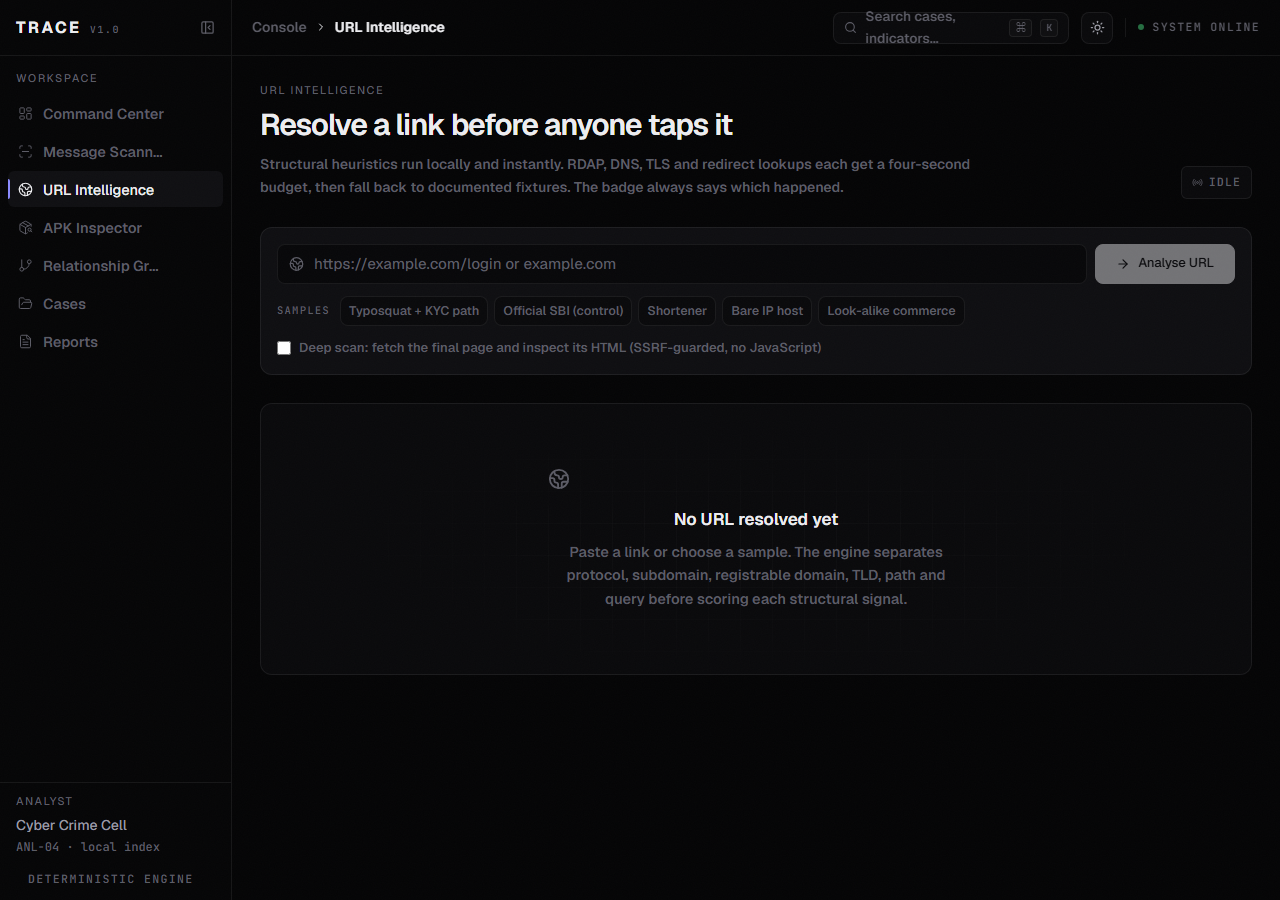 TRACE V1.0
WORKSPACE
Command Center
Message Scann...
URL Intelligence
APK Inspector
Relationship Gr...
Cases
Reports
ANALYST
Cyber Crime Cell
ANL-04 · local index
DETERMINISTIC ENGINE
Console > URL Intelligence
Search cases,
indicators...
⌘ K
SYSTEM ONLINE
URL INTELLIGENCE
Resolve a link before anyone taps it
Structural heuristics run locally and instantly. RDAP, DNS, TLS and redirect lookups each get a four-second
budget, then fall back to documented fixtures. The badge always says which happened.
IDLE
https://example.com/login or example.com
Analyse URL
SAMPLES Typosquat + KYC path Official SBI (control) Shortener Bare IP host Look-alike commerce
Deep scan: fetch the final page and inspect its HTML (SSRF-guarded, no JavaScript)
No URL resolved yet
Paste a link or choose a sample. The engine separates
protocol, subdomain, registrable domain, TLD, path and
query before scoring each structural signal.